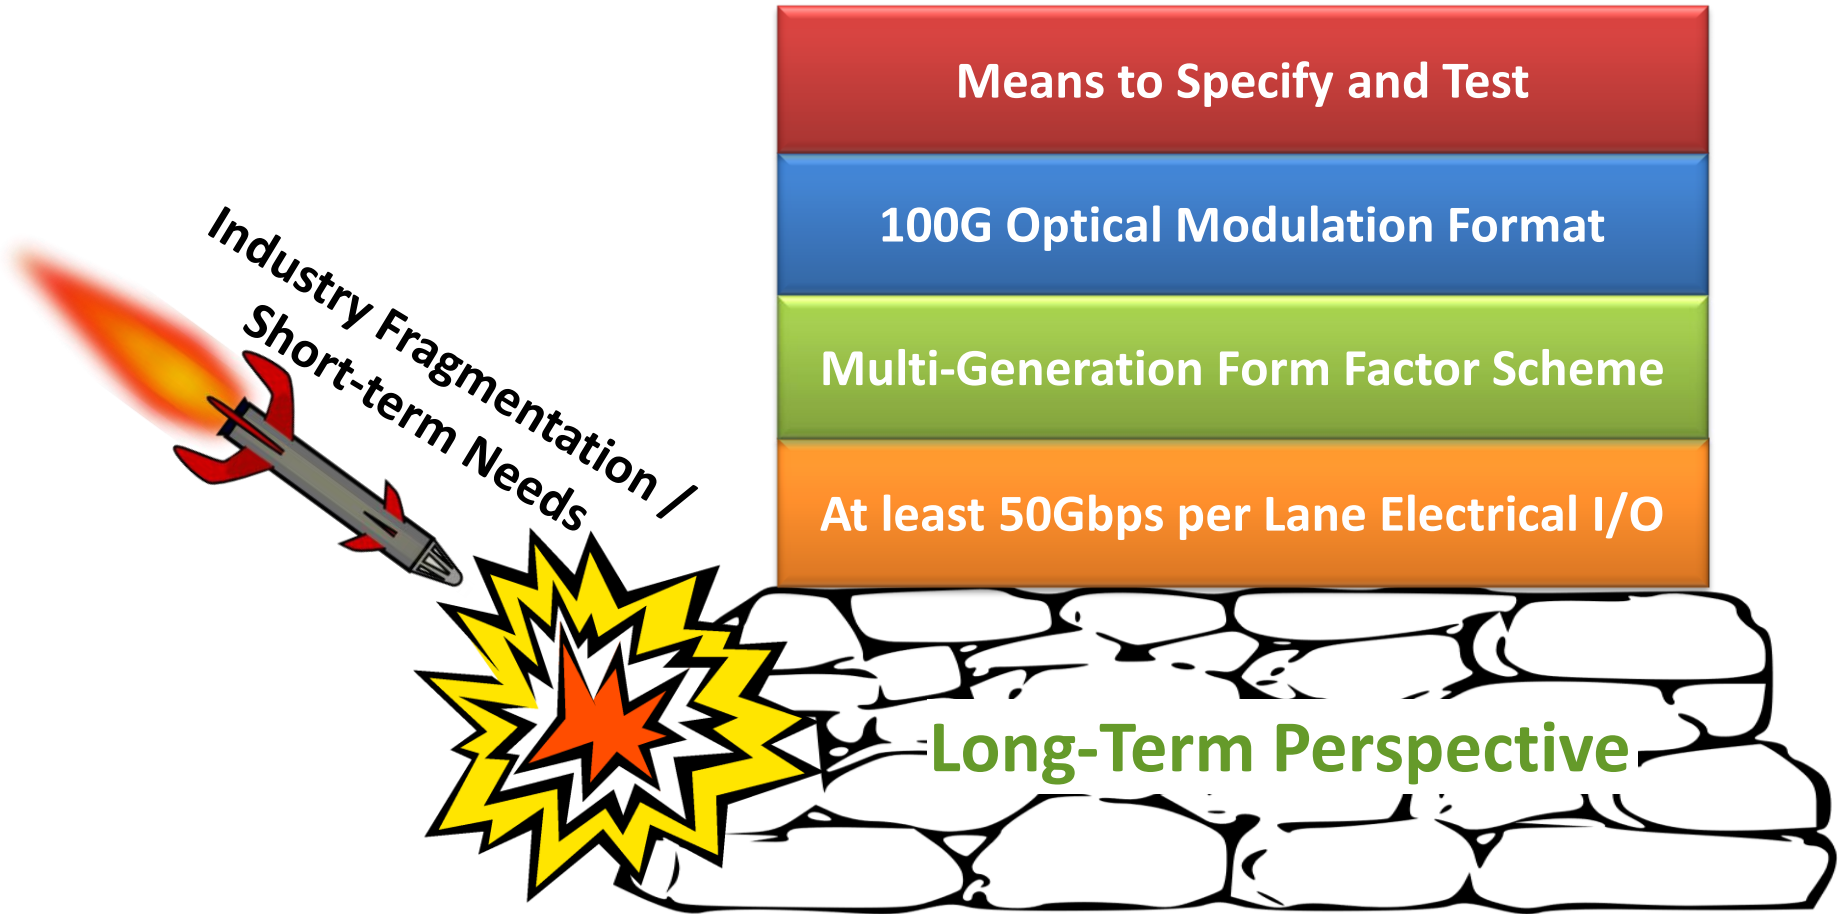 Means to Specify and Test
100G Optical Modulation Format
Multi-Generation Form Factor Scheme
At least 50Gbps per Lane Electrical I/O
Industry Fragmentation /
Short-term Needs
Long-Term Perspective